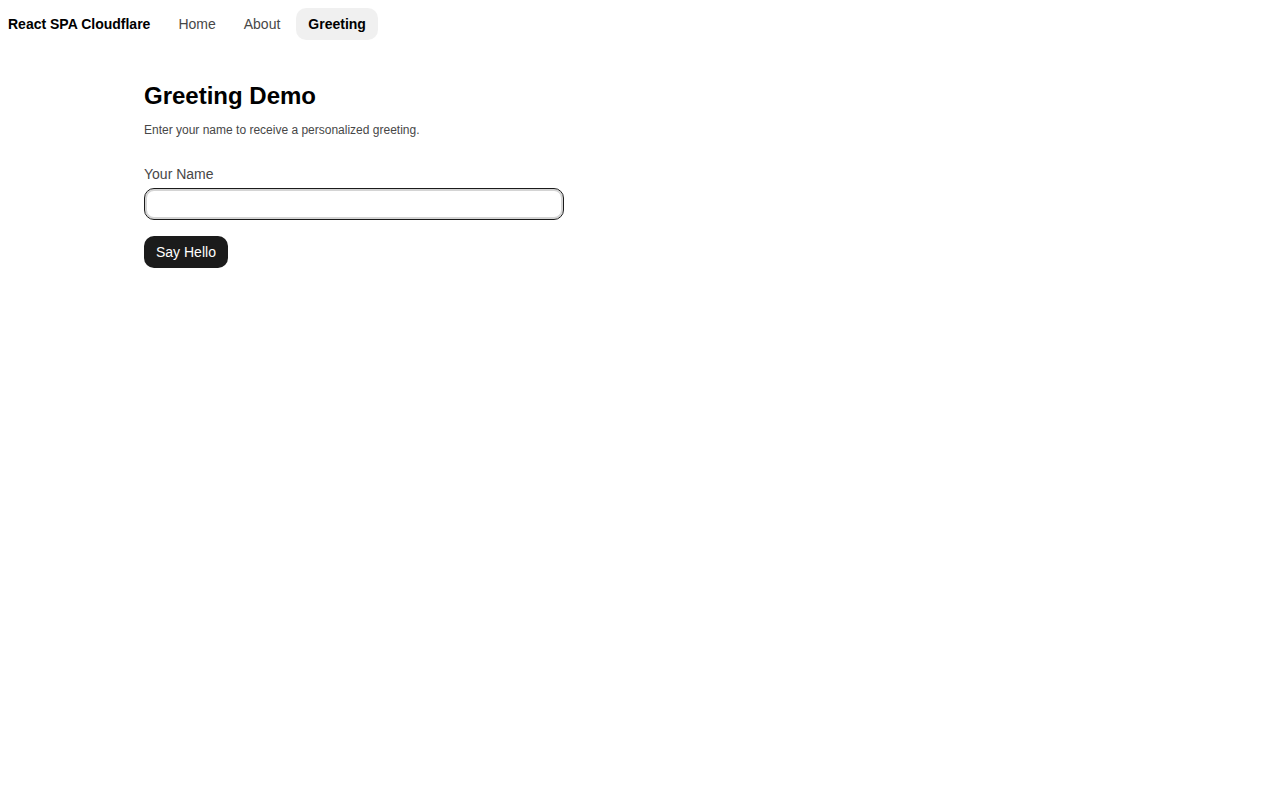 React SPA Cloudflare Home About Greeting
Greeting Demo
Enter your name to receive a personalized greeting.
Your Name
Say Hello